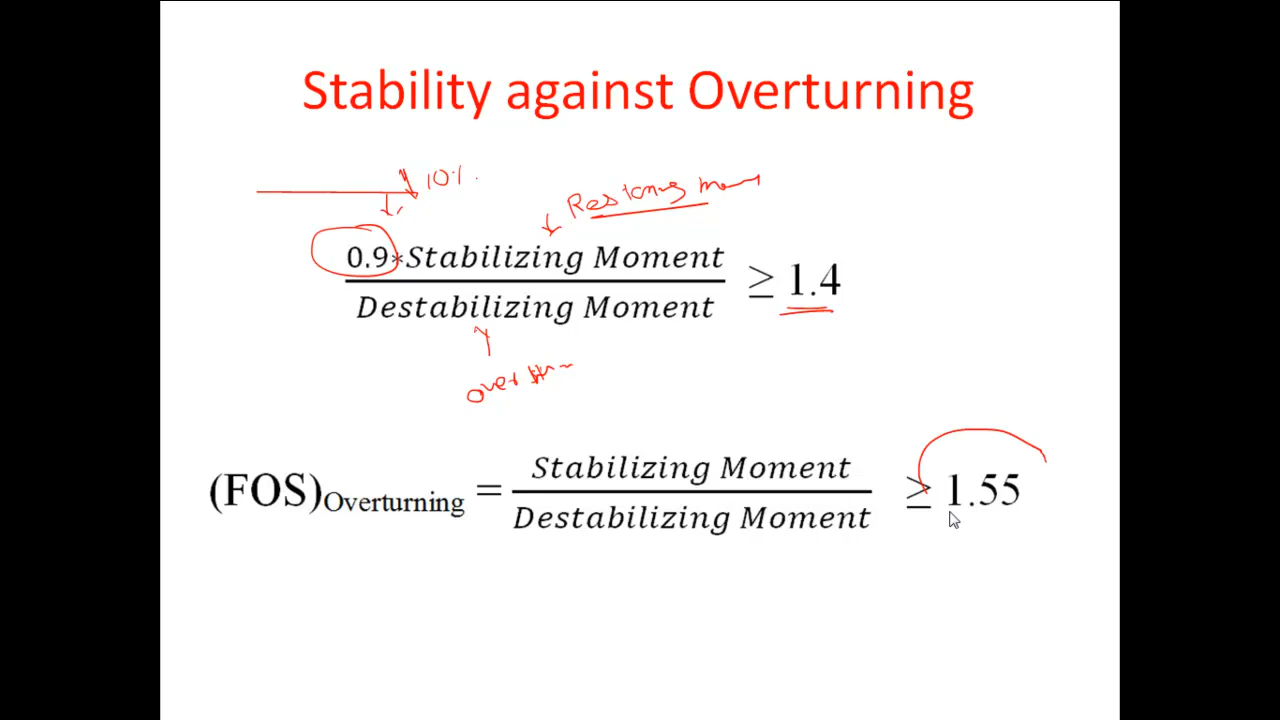 Stability against Overturning
10%
Restoring
0.9*Stabilizing Moment
Destabilizing Moment
≥ 1.4
over
(FOS)Overturning = Stabilizing Moment
Destabilizing Moment
≥ 1.55